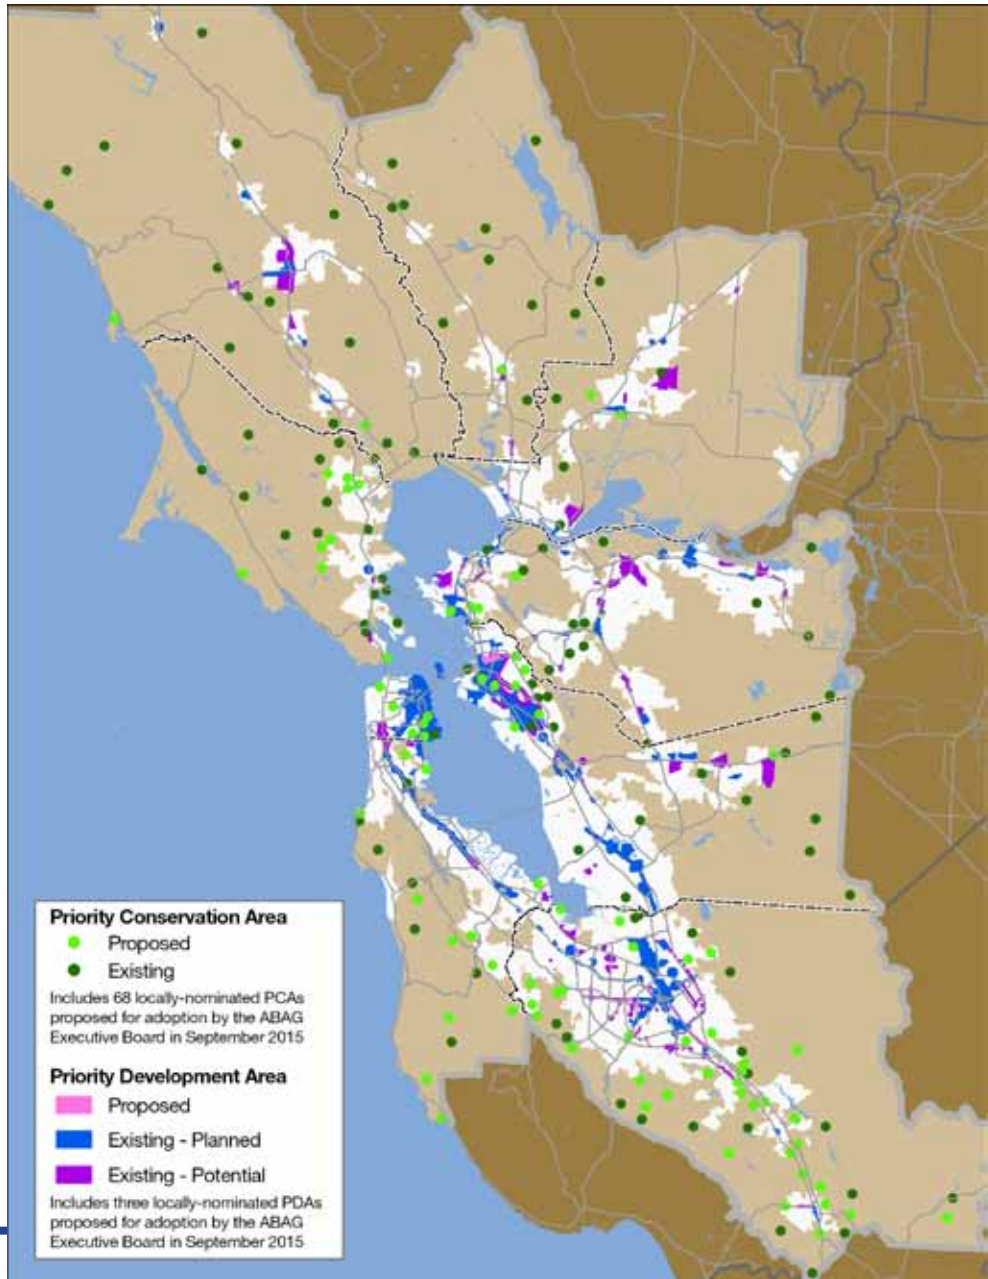 Priority Conservation Area
Proposed
Existing
Includes 68 locally-nominated PCAs
proposed for adoption by the ABAG
Executive Board in September 2015
Priority Development Area
Proposed
Existing - Planned
Existing - Potential
Includes three locally-nominated PDAs
proposed for adoption by the ABAG
Executive Board in September 2015